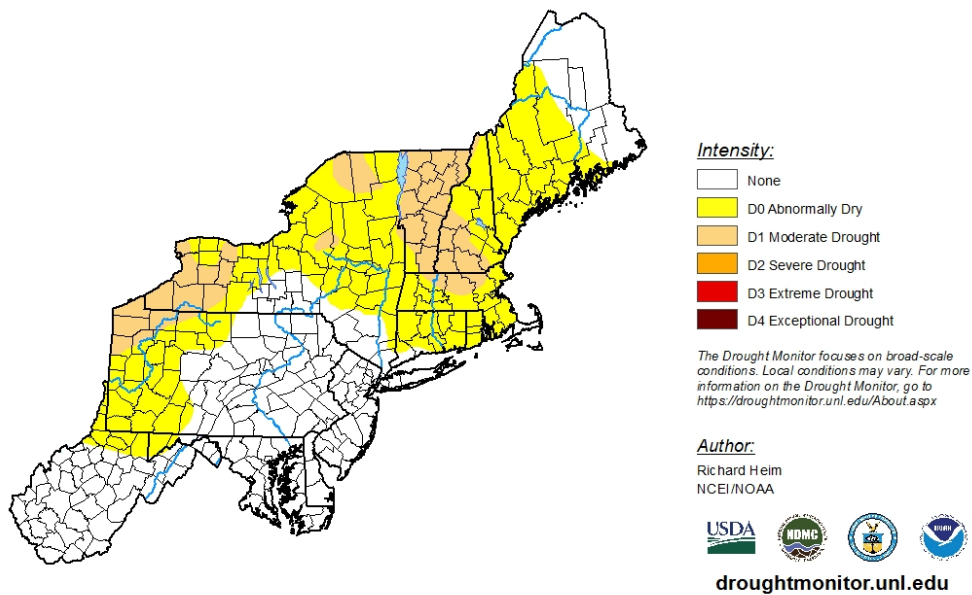 Intensity:
None
D0 Abnormally Dry
D1 Moderate Drought
D2 Severe Drought
D3 Extreme Drought
D4 Exceptional Drought
The Drought Monitor focuses on broad-scale
conditions. Local conditions may vary. For more
information on the Drought Monitor, go to
https://droughtmonitor.unl.edu/About.aspx
Author:
Richard Heim
NCEI/NOAA
USDA
NDMC
NOAA
droughtmonitor.unl.edu